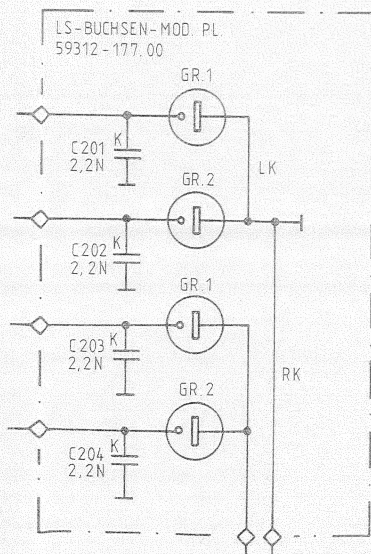 LS-BUCHSEN-MOD. PL.
59312-177.00
GR.1
K
C201
2,2N
LK
GR.2
K
C202
2,2N
GR.1
K
C203
2,2N
RK
GR.2
K
C204
2,2N